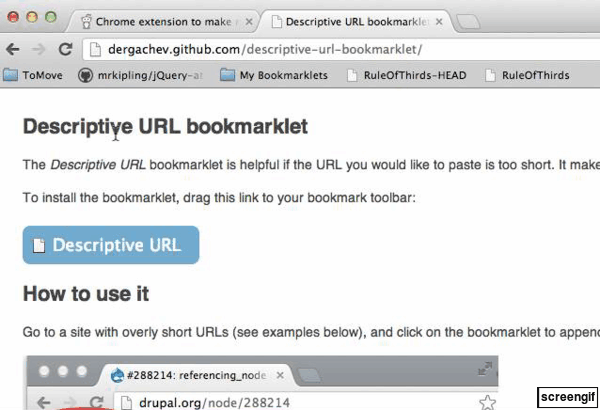 Chrome extension to make
Descriptive URL bookmarklet
dergachev.github.com/descriptive-url-bookmarklet/
ToMove mrkipling/jQuery-at My Bookmarklets RuleOfThirds-HEAD RuleOfThirds
Descriptive URL bookmarklet
The Descriptive URL bookmarklet is helpful if the URL you would like to paste is too short. It make
To install the bookmarklet, drag this link to your bookmark toolbar:
Descriptive URL
How to use it
Go to a site with overly short URLs (see examples below), and click on the bookmarklet to appen
#288214: referencing_node
drupal.org/node/288214
screengif